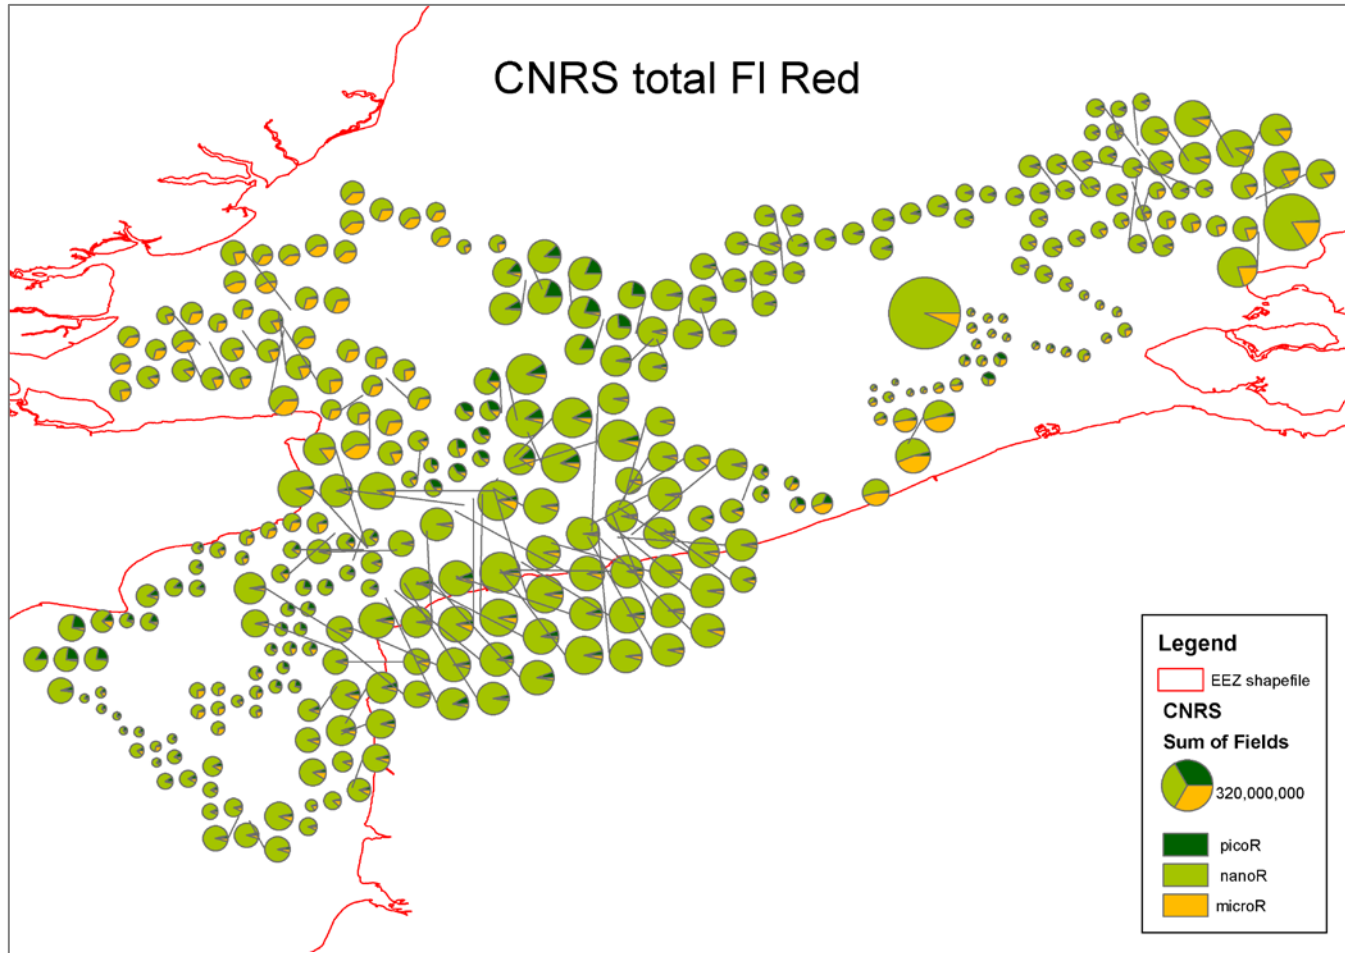 CNRS total Fl Red
Legend
EEZ shapefile
CNRS
Sum of Fields
320,000,000
picoR
nanoR
microR